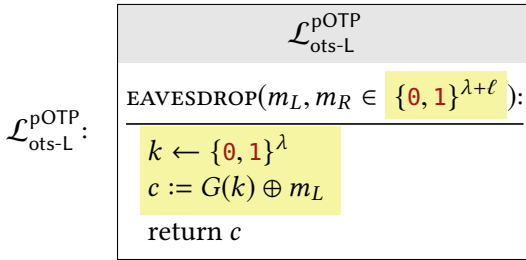 𝓛^pOTP_ots-L
EAVESDROP(m_L, m_R ∈ {0, 1}^{λ+ℓ}):
𝓛^pOTP_ots-L:
k ← {0, 1}^λ
c := G(k) ⊕ m_L
return c